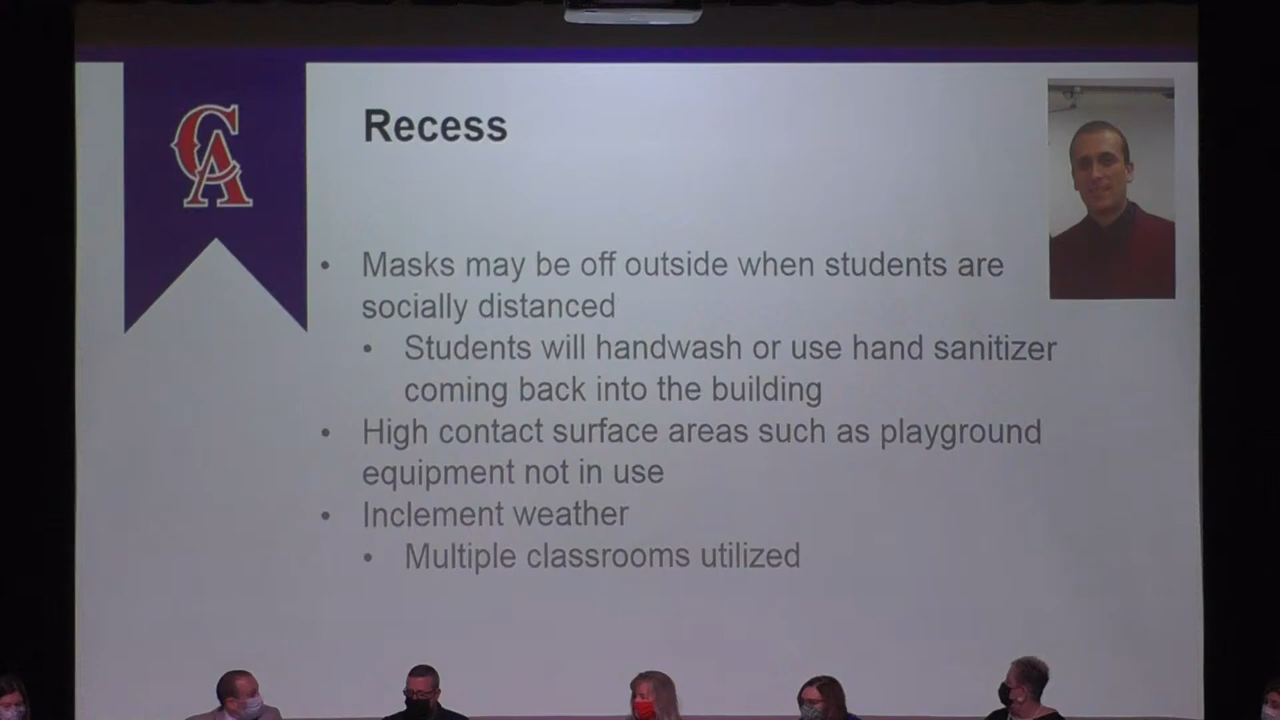 CA
Recess
• Masks may be off outside when students are
socially distanced
• Students will handwash or use hand sanitizer
coming back into the building
• High contact surface areas such as playground
equipment not in use
• Inclement weather
• Multiple classrooms utilized